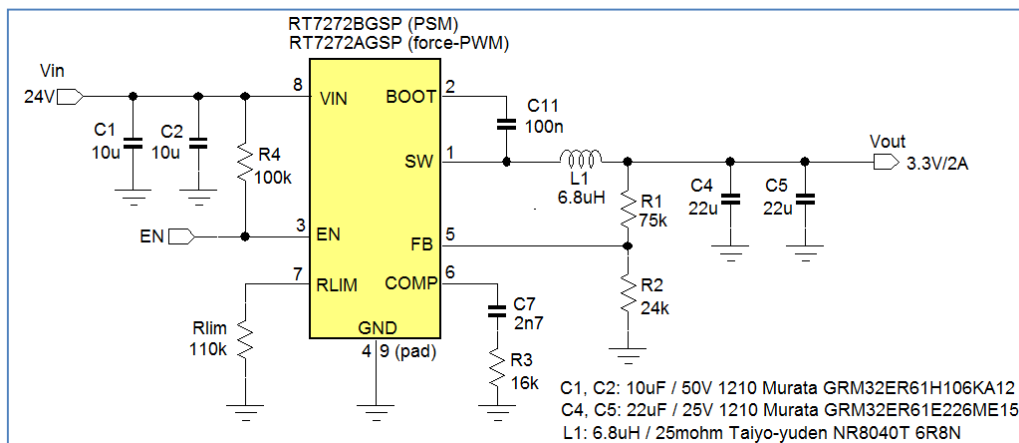 RT7272BGSP (PSM)
RT7272AGSP (force-PWM)
Vin
24V
C1
10u
C2
10u
R4
100k
EN
8
VIN
3
EN
7
RLIM
Rlim
110k
BOOT
2
SW
1
FB
5
COMP
6
GND
4 9 (pad)
C11
100n
L1
6.8uH
R1
75k
R2
24k
C7
2n7
R3
16k
C4
22u
C5
22u
Vout
3.3V/2A
C1, C2: 10uF / 50V 1210 Murata GRM32ER61H106KA12
C4, C5: 22uF / 25V 1210 Murata GRM32ER61E226ME15
L1: 6.8uH / 25mohm Taiyo-yuden NR8040T 6R8N